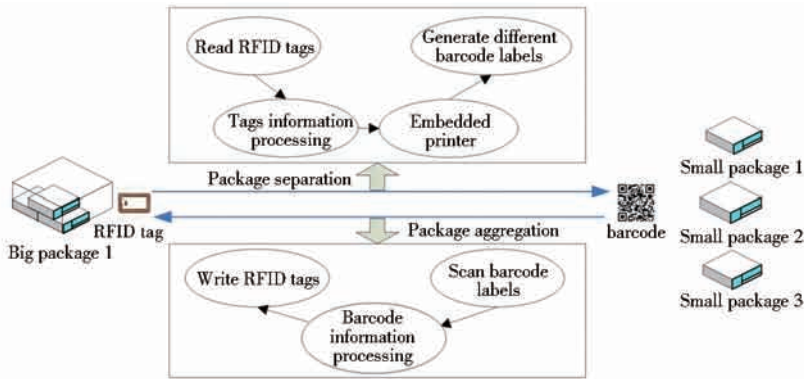 Read RFID tags
Generate different
barcode labels
Tags information
processing
Embedded
printer
Small package 1
Package separation
RFID tag
barcode
Small package 2
Package aggregation
Big package 1
Write RFID tags
Scan barcode
labels
Small package 3
Barcode
information
processing